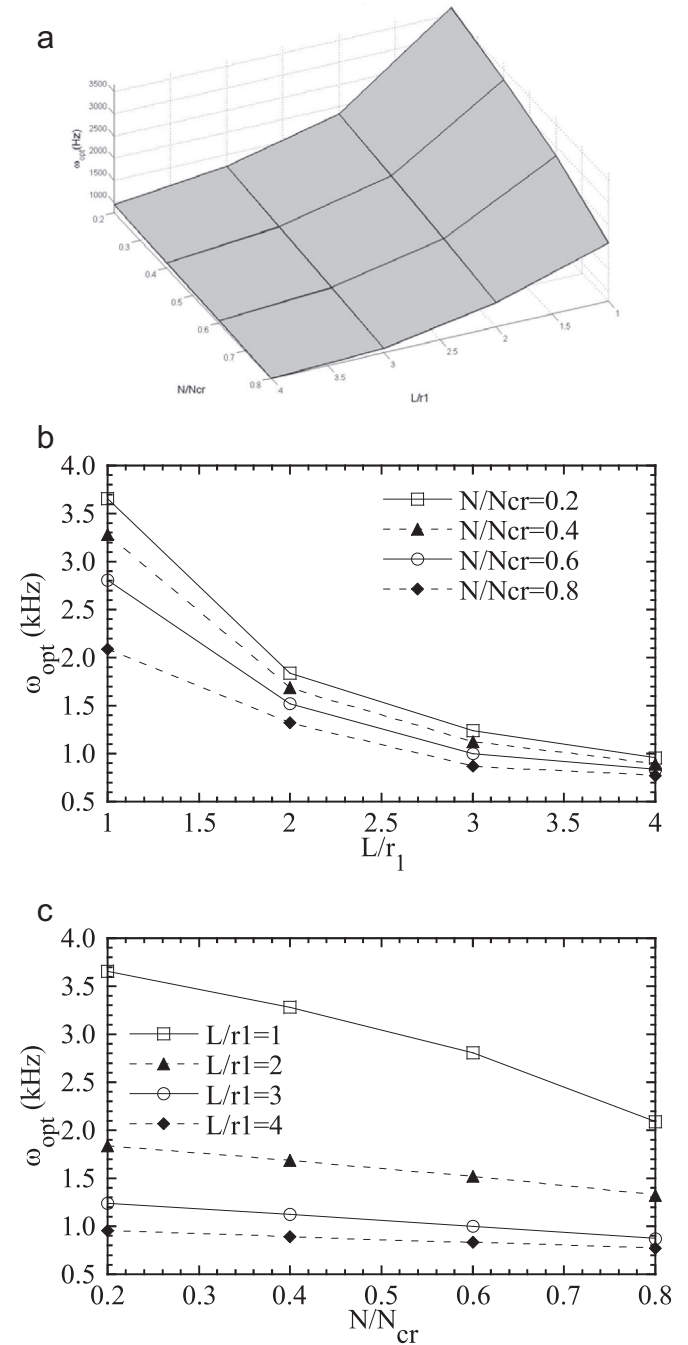 a
3500
3000
2500
2000
1500
1000
ωopt(Hz)
0.2
0.3
0.4
0.5
0.6
0.7
0.8
N/Ncr
4
3.5
3
2.5
2
1.5
1
L/r1
b
4.0
3.5
3.0
2.5
2.0
1.5
1.0
0.5
ωopt (kHz)
N/Ncr=0.2
N/Ncr=0.4
N/Ncr=0.6
N/Ncr=0.8
1 1.5 2 2.5 3 3.5 4
L/r1
c
4.0
3.5
3.0
2.5
2.0
1.5
1.0
0.5
ωopt (kHz)
L/r1=1
L/r1=2
L/r1=3
L/r1=4
0.2 0.3 0.4 0.5 0.6 0.7 0.8
N/Ncr